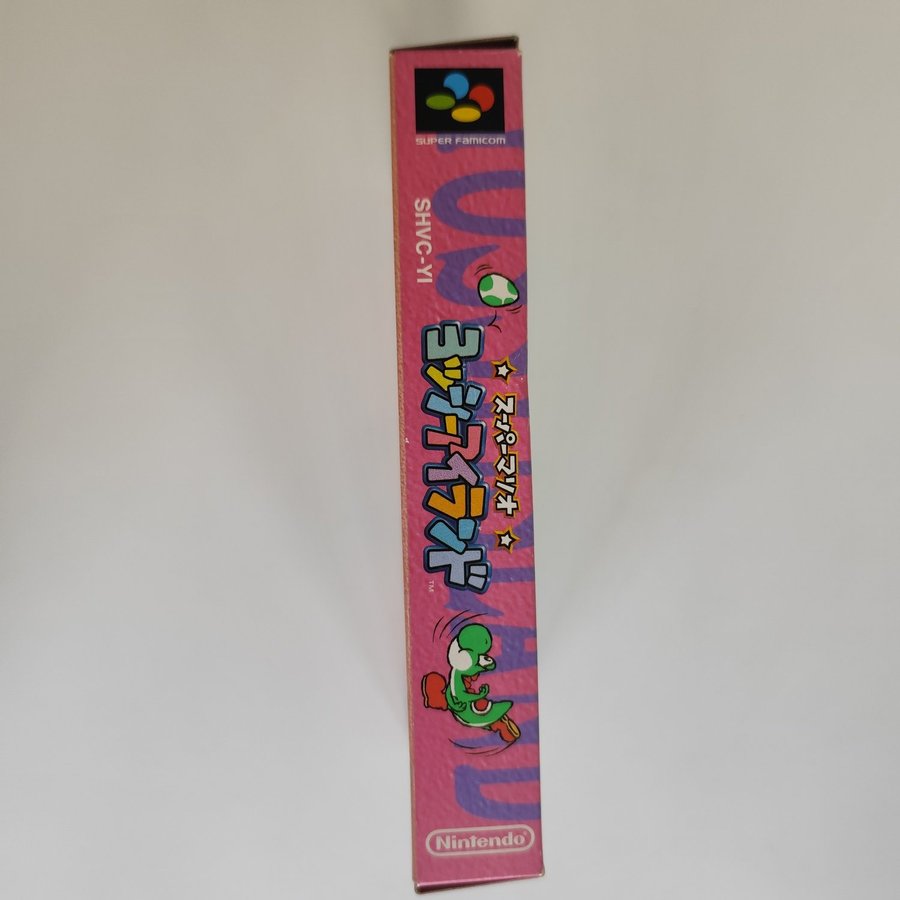 SUPER FAMICOM
SHVC-YI
スーパーマリオ
ヨッシーアイランド
TM
Nintendo®